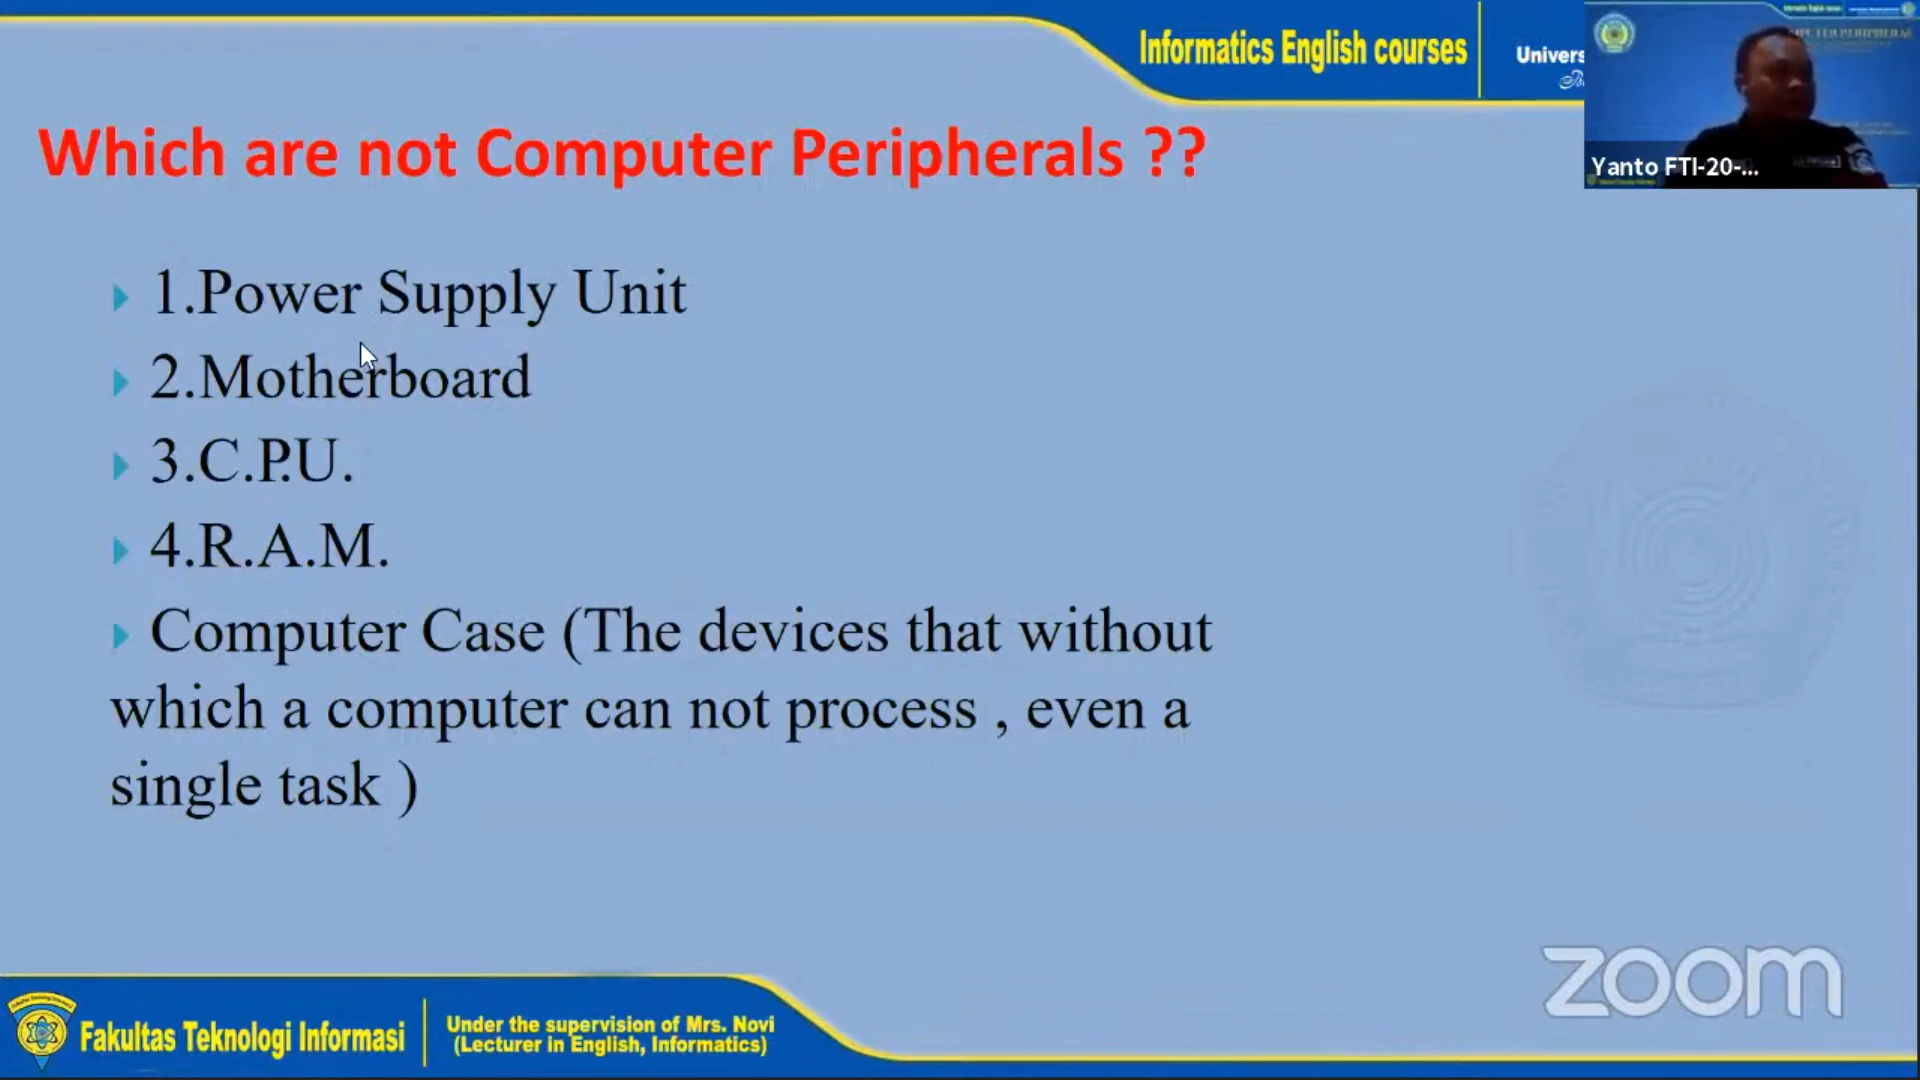 Informatics English courses
Univers
Yanto FTI-20-...
Which are not Computer Peripherals ??
1.Power Supply Unit
2.Motherboard
3.C.P.U.
4.R.A.M.
Computer Case (The devices that without
which a computer can not process , even a
single task )
zoom
Fakultas Teknologi Informasi
Under the supervision of Mrs. Novi
(Lecturer in English, Informatics)